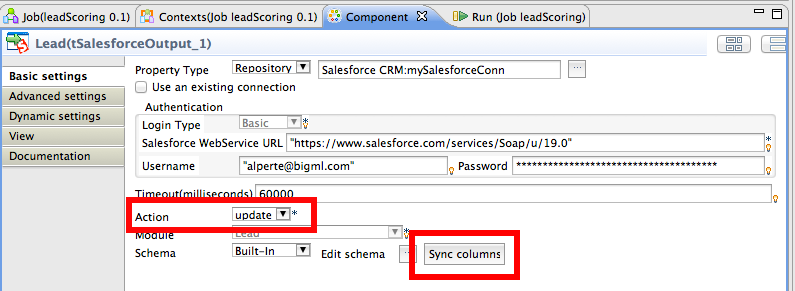 Job(leadScoring 0.1) Contexts(Job leadScoring 0.1) Component Run (Job leadScoring)
Lead(tSalesforceOutput_1)
Basic settings
Advanced settings
Dynamic settings
View
Documentation
Property Type Repository Salesforce CRM:mySalesforceConn ...
Use an existing connection
Authentication
Login Type Basic *
Salesforce WebService URL "https://www.salesforce.com/services/Soap/u/19.0" *
Username "alperte@bigml.com" Password **************************************
Timeout(milliseconds) 60000
Action update *
Module Lead *
Schema Built-In Edit schema ... Sync columns